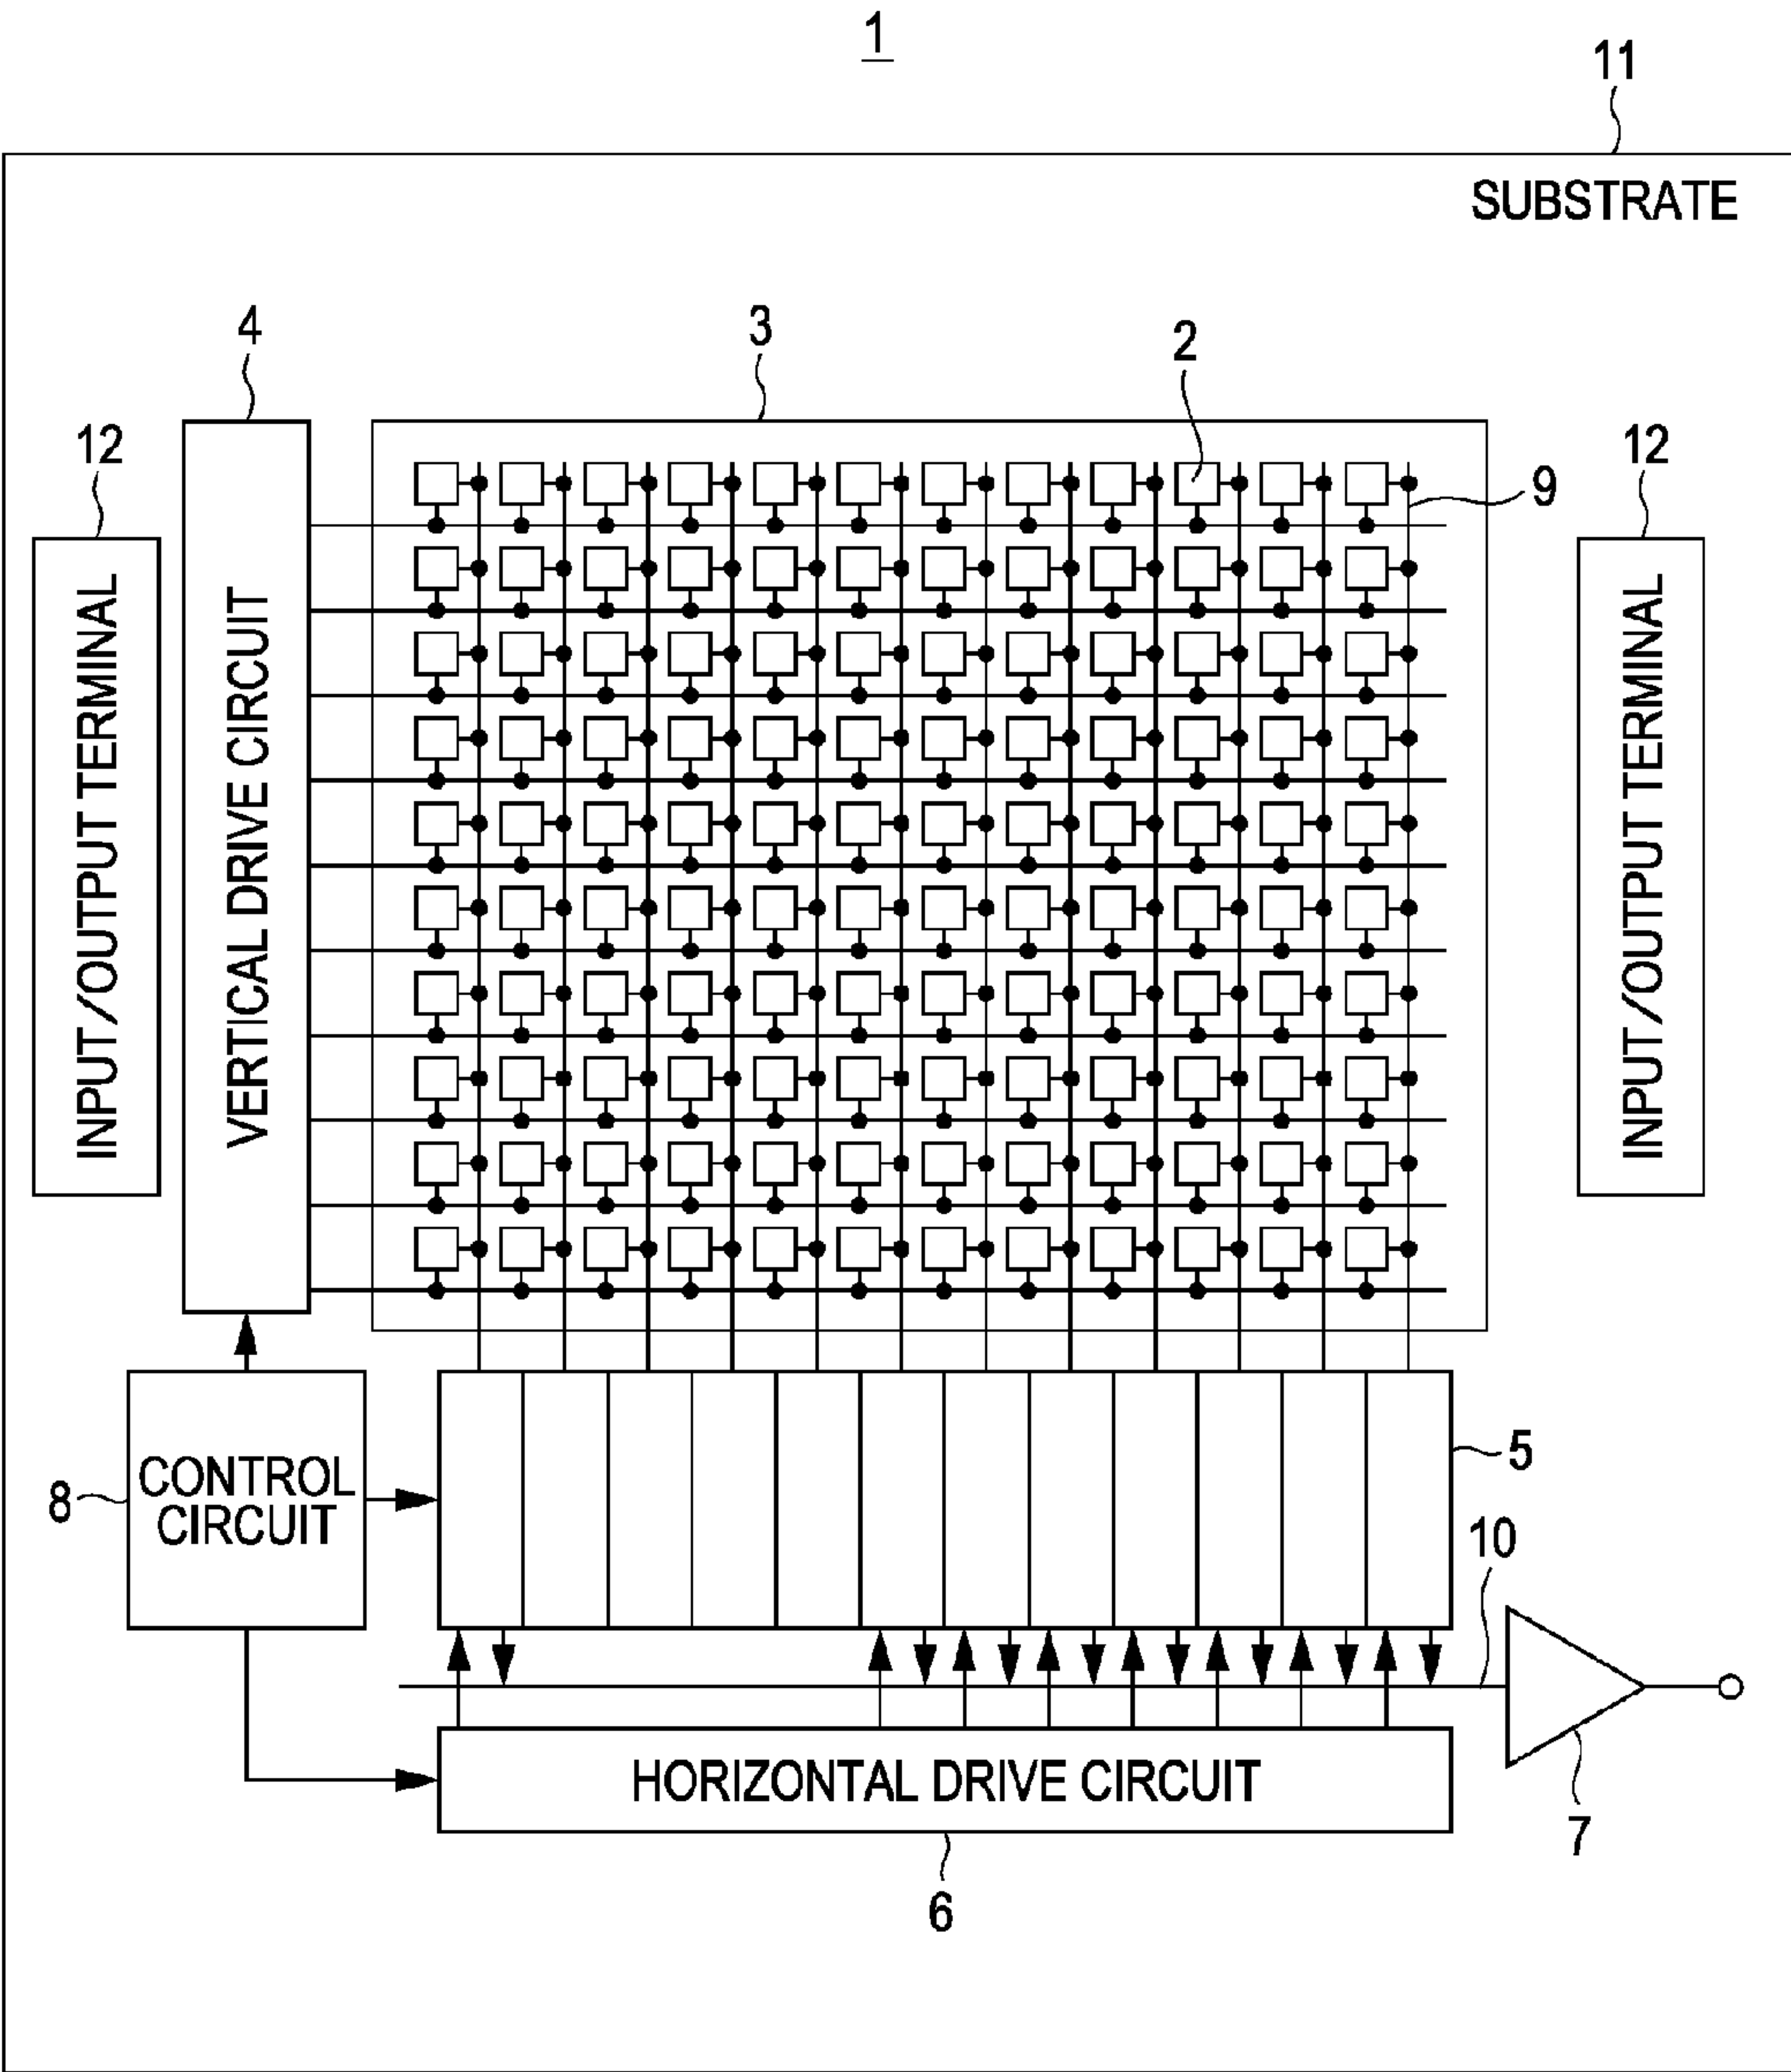 1
11
SUBSTRATE
4
3
2
12
12
9
INPUT/OUTPUT TERMINAL
VERTICAL DRIVE CIRCUIT
INPUT/OUTPUT TERMINAL
5
8
CONTROL
CIRCUIT
10
HORIZONTAL DRIVE CIRCUIT
7
6